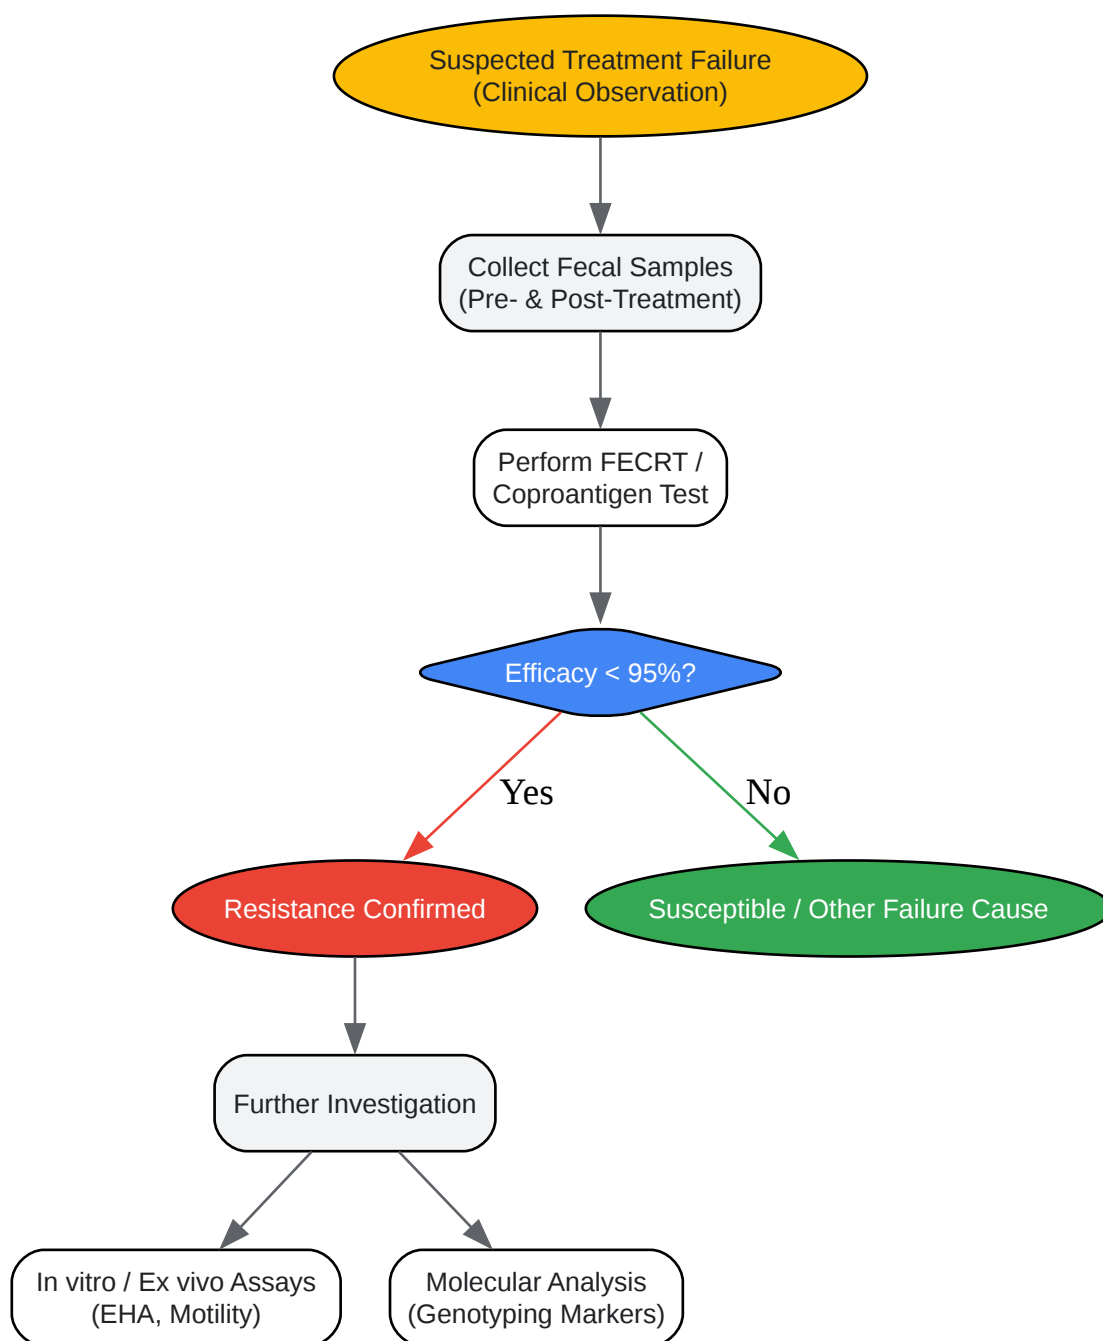 Suspected Treatment Failure
(Clinical Observation)
Collect Fecal Samples
(Pre- & Post-Treatment)
Perform FECRT /
Coproantigen Test
Efficacy < 95%?
Yes
No
Resistance Confirmed
Susceptible / Other Failure Cause
Further Investigation
In vitro / Ex vivo Assays
(EHA, Motility)
Molecular Analysis
(Genotyping Markers)